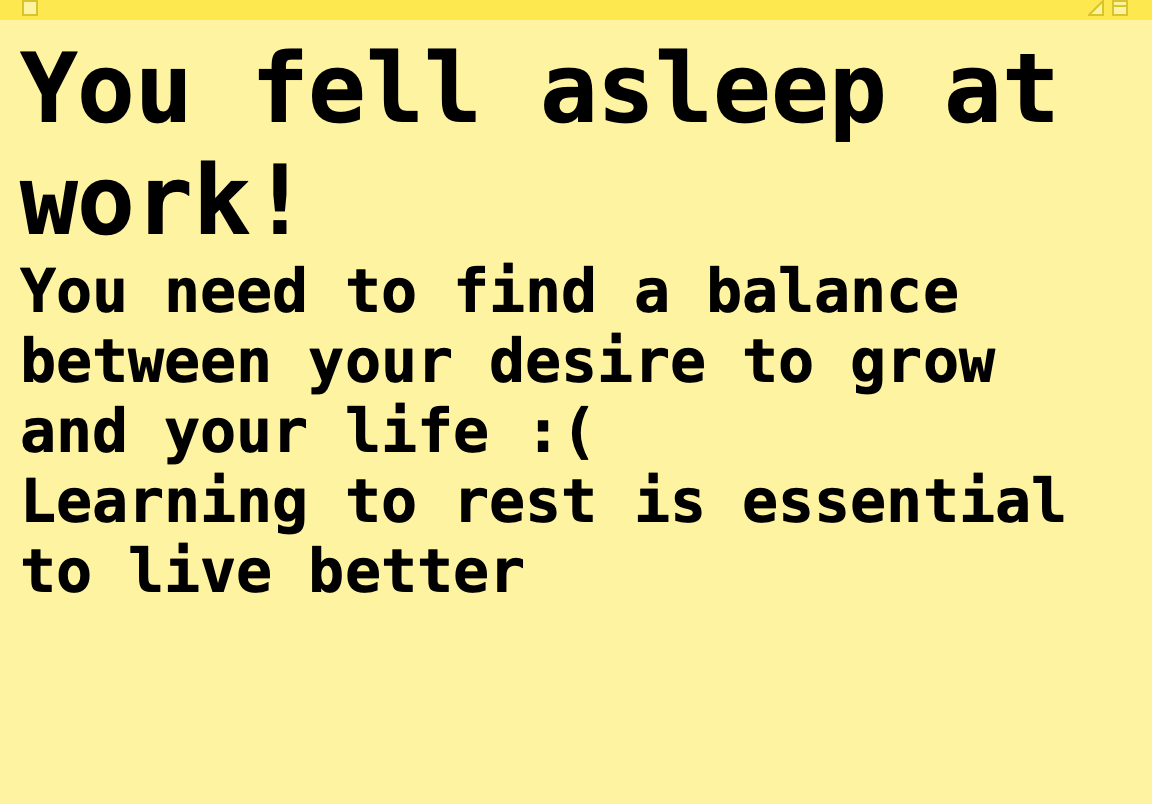 You fell asleep at
work!
You need to find a balance
between your desire to grow
and your life :(
Learning to rest is essential
to live better